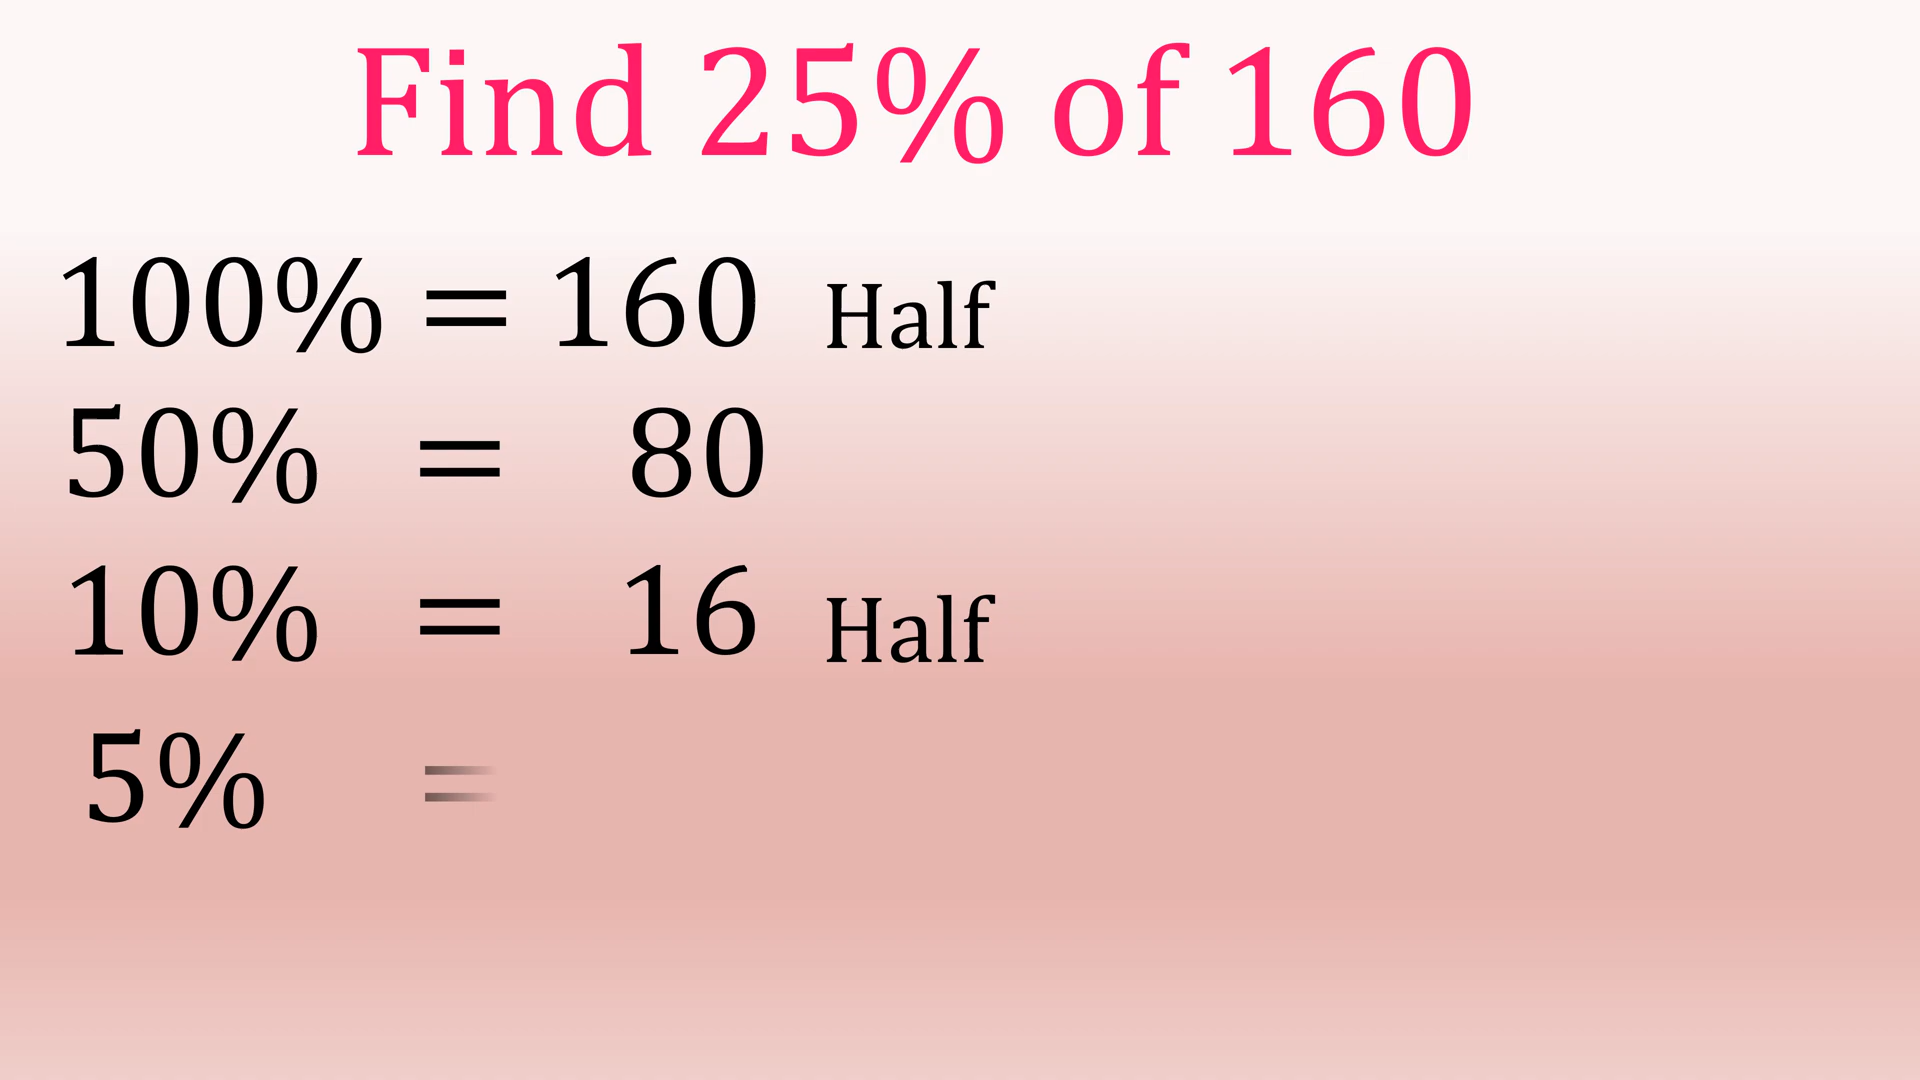 Find 25% of 160
100% = 160 Half
50% = 80
10% = 16 Half
5% =